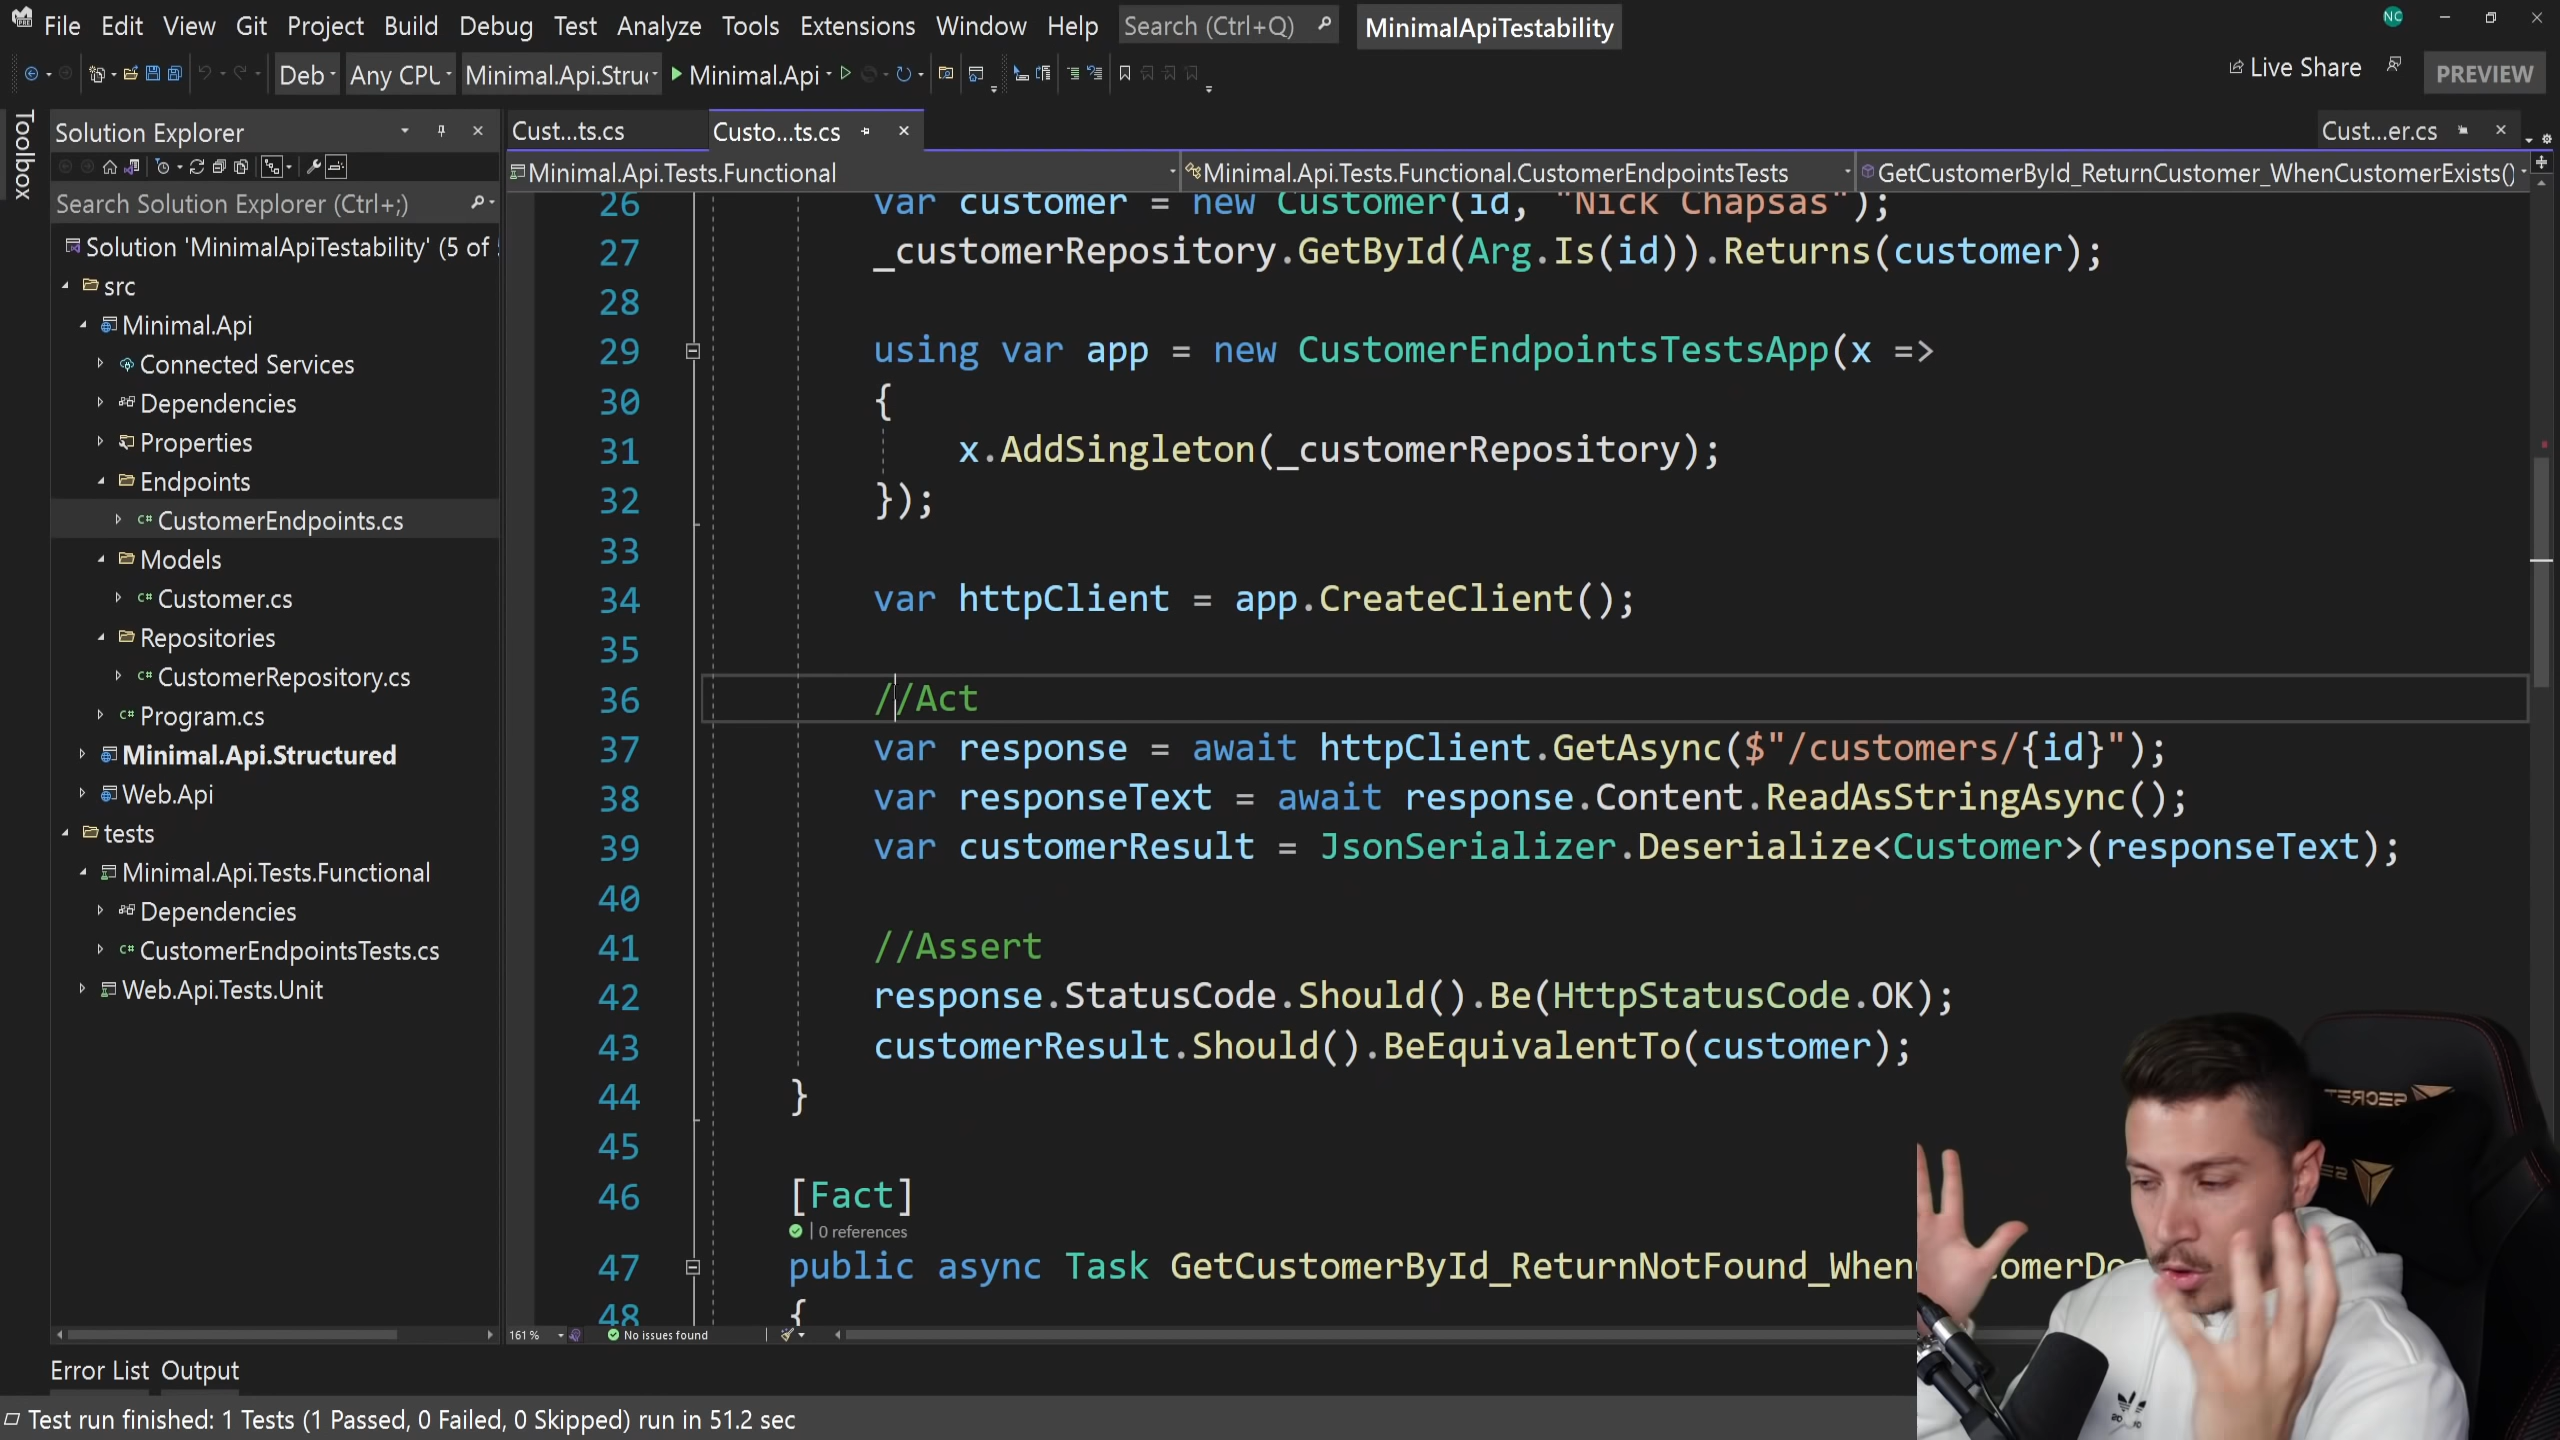 File Edit View Git Project Build Debug Test Analyze Tools Extensions Window Help Search (Ctrl+Q) MinimalApiTestability NC
Deb Any CPU Minimal.Api.Struc Minimal.Api Live Share PREVIEW
Toolbox
Solution Explorer
Search Solution Explorer (Ctrl+;)
Solution 'MinimalApiTestability' (5 of 5
src
Minimal.Api
Connected Services
Dependencies
Properties
Endpoints
CustomerEndpoints.cs
Models
Customer.cs
Repositories
CustomerRepository.cs
Program.cs
Minimal.Api.Structured
Web.Api
tests
Minimal.Api.Tests.Functional
Dependencies
CustomerEndpointsTests.cs
Web.Api.Tests.Unit
Cust...ts.cs Custo...ts.cs Cust...er.cs
Minimal.Api.Tests.Functional Minimal.Api.Tests.Functional.CustomerEndpointsTests GetCustomerById_ReturnCustomer_WhenCustomerExists()
26 var customer = new Customer(id, "Nick Chapsas");
27 _customerRepository.GetById(Arg.Is(id)).Returns(customer);
28
29 using var app = new CustomerEndpointsTestsApp(x =>
30 {
31 x.AddSingleton(_customerRepository);
32 });
33
34 var httpClient = app.CreateClient();
35
36 //Act
37 var response = await httpClient.GetAsync($"/customers/{id}");
38 var responseText = await response.Content.ReadAsStringAsync();
39 var customerResult = JsonSerializer.Deserialize<Customer>(responseText);
40
41 //Assert
42 response.StatusCode.Should().Be(HttpStatusCode.OK);
43 customerResult.Should().BeEquivalentTo(customer);
44 }
45
46 [Fact]
0 references
47 public async Task GetCustomerById_ReturnNotFound_When
48 {
161 % No issues found
Error List Output
Test run finished: 1 Tests (1 Passed, 0 Failed, 0 Skipped) run in 51.2 sec